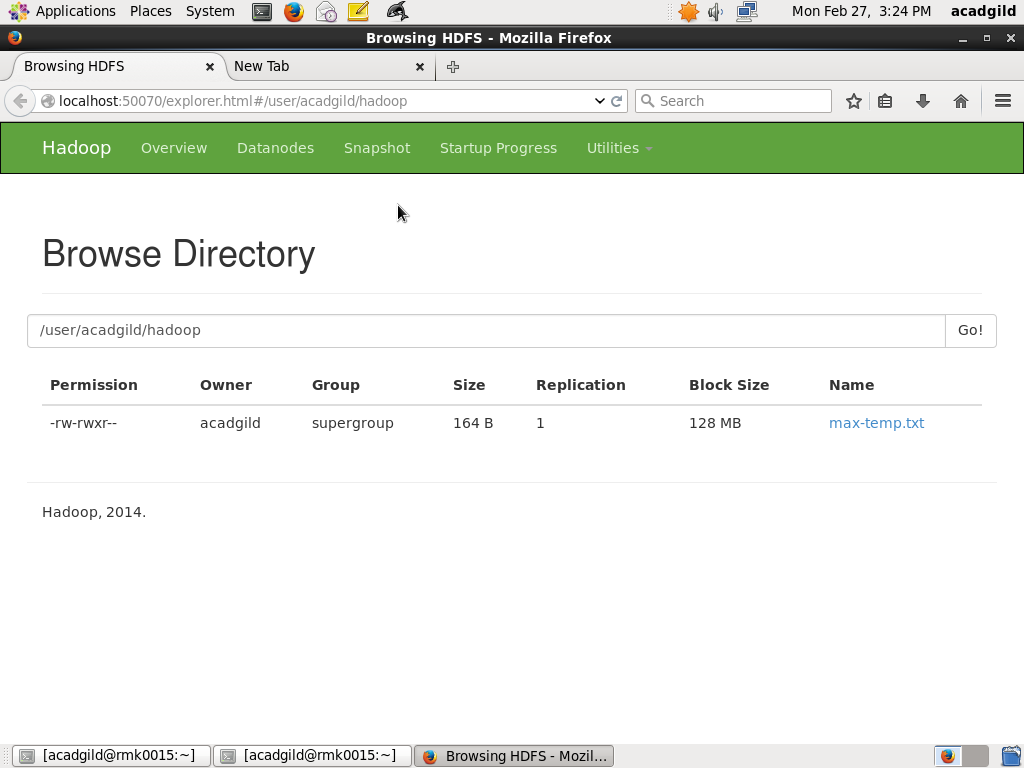 Applications Places System Mon Feb 27, 3:24 PM acadgild
Browsing HDFS - Mozilla Firefox
Browsing HDFS New Tab
localhost:50070/explorer.html#/user/acadgild/hadoop Search
Hadoop Overview Datanodes Snapshot Startup Progress Utilities
Browse Directory
/user/acadgild/hadoop Go!
Permission Owner Group Size Replication Block Size Name
-rw-rwxr-- acadgild supergroup 164 B 1 128 MB max-temp.txt
Hadoop, 2014.
[acadgild@rmk0015:~] [acadgild@rmk0015:~] Browsing HDFS - Mozil...